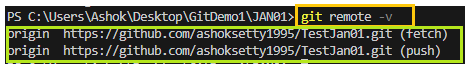 PS C:\Users\Ashok\Desktop\GitDemo1\JAN01> git remote -v
origin  https://github.com/ashoksetty1995/TestJan01.git (fetch)
origin  https://github.com/ashoksetty1995/TestJan01.git (push)